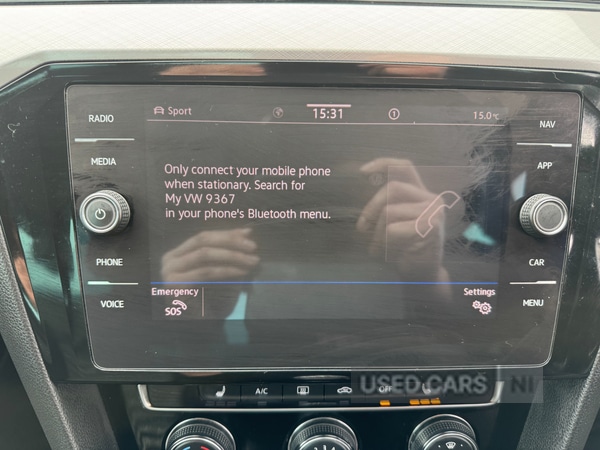 RADIO
MEDIA
PHONE
VOICE
Sport
15:31
1
15.0°C
Only connect your mobile phone
when stationary. Search for
My VW 9367
in your phone's Bluetooth menu.
Emergency
SOS
Settings
NAV
APP
CAR
MENU
A/C
OFF
USED CARS NI